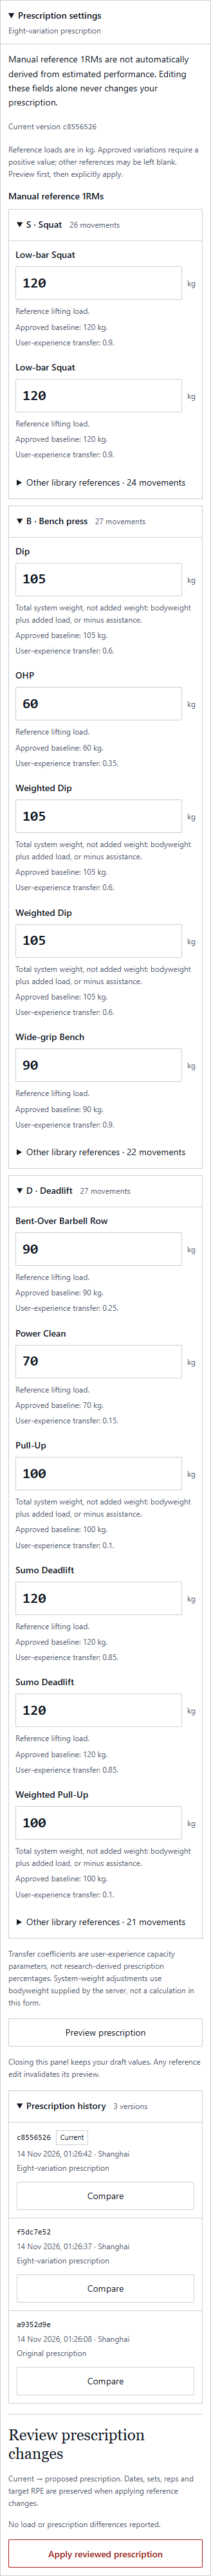 ▼ Prescription settings
Eight-variation prescription
Manual reference 1RMs are not automatically
derived from estimated performance. Editing
these fields alone never changes your
prescription.
Current version c8556526
Reference loads are in kg. Approved variations require a
positive value; other references may be left blank.
Preview first, then explicitly apply.
Manual reference 1RMs
▼ S · Squat 26 movements
Low-bar Squat
120 kg
Reference lifting load.
Approved baseline: 120 kg.
User-experience transfer: 0.9.
Low-bar Squat
120 kg
Reference lifting load.
Approved baseline: 120 kg.
User-experience transfer: 0.9.
▶ Other library references · 24 movements
▼ B · Bench press 27 movements
Dip
105 kg
Total system weight, not added weight: bodyweight
plus added load, or minus assistance.
Approved baseline: 105 kg.
User-experience transfer: 0.6.
OHP
60 kg
Reference lifting load.
Approved baseline: 60 kg.
User-experience transfer: 0.35.
Weighted Dip
105 kg
Total system weight, not added weight: bodyweight
plus added load, or minus assistance.
Approved baseline: 105 kg.
User-experience transfer: 0.6.
Weighted Dip
105 kg
Total system weight, not added weight: bodyweight
plus added load, or minus assistance.
Approved baseline: 105 kg.
User-experience transfer: 0.6.
Wide-grip Bench
90 kg
Reference lifting load.
Approved baseline: 90 kg.
User-experience transfer: 0.9.
▶ Other library references · 22 movements
▼ D · Deadlift 27 movements
Bent-Over Barbell Row
90 kg
Reference lifting load.
Approved baseline: 90 kg.
User-experience transfer: 0.25.
Power Clean
70 kg
Reference lifting load.
Approved baseline: 70 kg.
User-experience transfer: 0.15.
Pull-Up
100 kg
Total system weight, not added weight: bodyweight
plus added load, or minus assistance.
Approved baseline: 100 kg.
User-experience transfer: 0.1.
Sumo Deadlift
120 kg
Reference lifting load.
Approved baseline: 120 kg.
User-experience transfer: 0.85.
Sumo Deadlift
120 kg
Reference lifting load.
Approved baseline: 120 kg.
User-experience transfer: 0.85.
Weighted Pull-Up
100 kg
Total system weight, not added weight: bodyweight
plus added load, or minus assistance.
Approved baseline: 100 kg.
User-experience transfer: 0.1.
▶ Other library references · 21 movements
Transfer coefficients are user-experience capacity
parameters, not research-derived prescription
percentages. System-weight adjustments use
bodyweight supplied by the server, not a calculation in
this form.
Preview prescription
Closing this panel keeps your draft values. Any reference
edit invalidates its preview.
▼ Prescription history 3 versions
c8556526 Current
14 Nov 2026, 01:26:42 · Shanghai
Eight-variation prescription
Compare
f5dc7e52
14 Nov 2026, 01:26:37 · Shanghai
Eight-variation prescription
Compare
a9352d9e
14 Nov 2026, 01:26:08 · Shanghai
Original prescription
Compare
Review prescription
changes
Current → proposed prescription. Dates, sets, reps and
target RPE are preserved when applying reference
changes.
No load or prescription differences reported.
Apply reviewed prescription